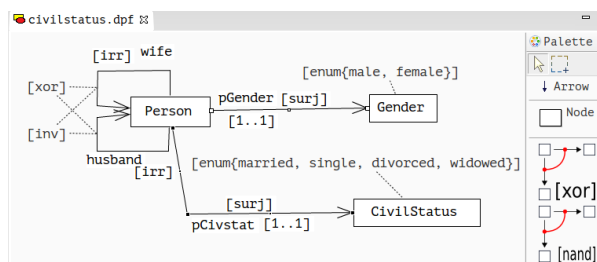 civilstatus.dpf
Palette
[irr] wife
[enum{male, female}]
[xor]
Arrow
pGender [surj]
Person
Gender
Node
[1..1]
[inv]
husband
[irr]
[enum{married, single, divorced, widowed}]
[xor]
[surj]
CivilStatus
pCivstat [1..1]
[nand]